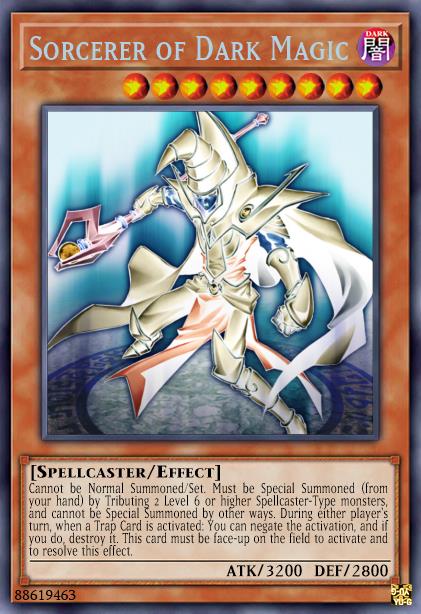 SORCERER OF DARK MAGIC
DARK
闇
[SPELLCASTER/EFFECT]
Cannot be Normal Summoned/Set. Must be Special Summoned (from
your hand) by Tributing 2 Level 6 or higher Spellcaster-Type monsters,
and cannot be Special Summoned by other ways. During either player's
turn, when a Trap Card is activated: You can negate the activation, and if
you do, destroy it. This card must be face-up on the field to activate and
to resolve this effect.
ATK/3200 DEF/2800
88619463